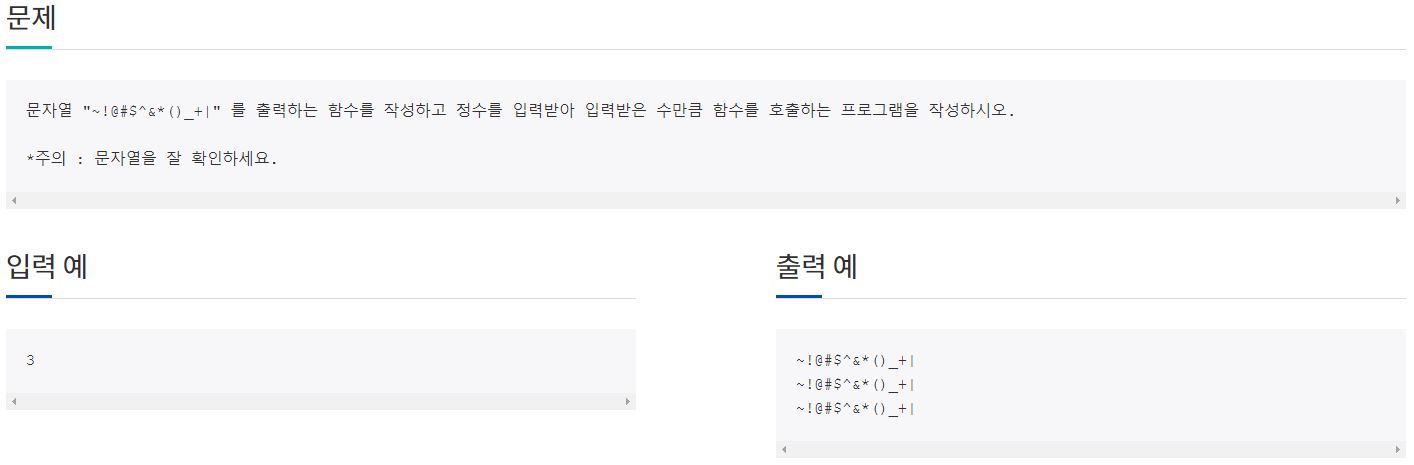 문제
문자열 "~!@#$^&*()_+|" 를 출력하는 함수를 작성하고 정수를 입력받아 입력받은 수만큼 함수를 호출하는 프로그램을 작성하시오.
*주의 : 문자열을 잘 확인하세요.
입력 예
3
출력 예
~!@#$^&*()_+|
~!@#$^&*()_+|
~!@#$^&*()_+|